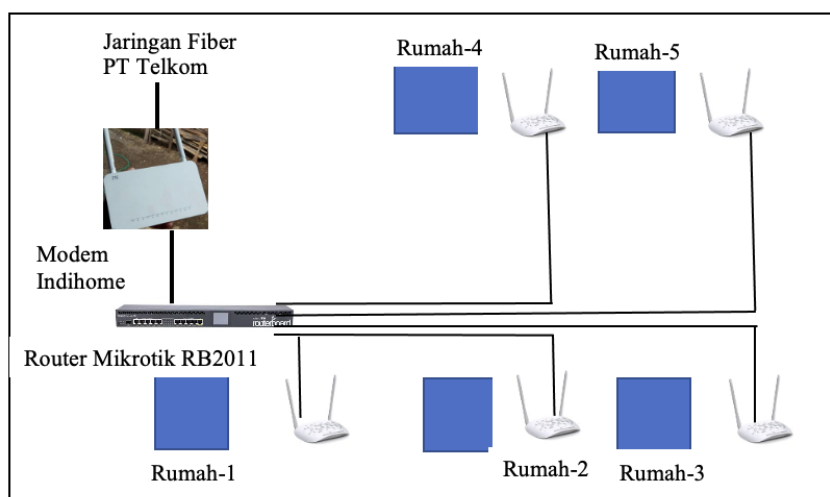 Jaringan Fiber
PT Telkom
Rumah-4
Rumah-5
Modem
Indihome
Router Mikrotik RB2011
Rumah-1
Rumah-2
Rumah-3